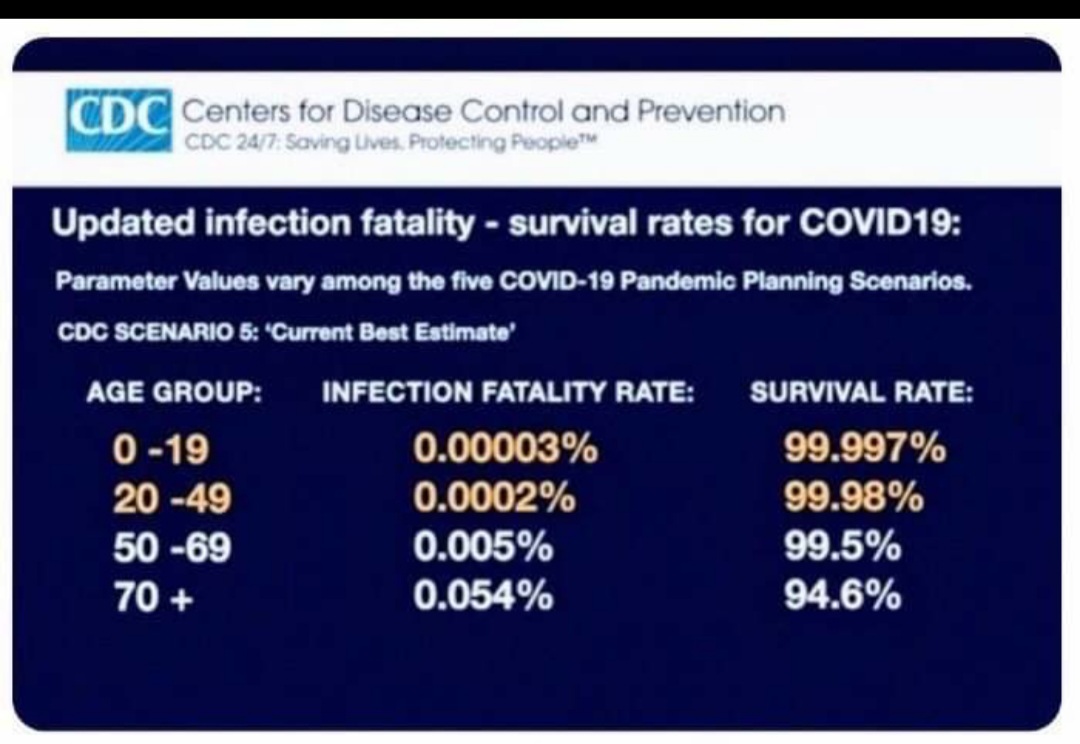 CDC Centers for Disease Control and Prevention
CDC 24/7: Saving Lives, Protecting People™
Updated infection fatality - survival rates for COVID19:
Parameter Values vary among the five COVID-19 Pandemic Planning Scenarios.
CDC SCENARIO 5: 'Current Best Estimate'
AGE GROUP: INFECTION FATALITY RATE: SURVIVAL RATE:
0 -19 0.00003% 99.997%
20 -49 0.0002% 99.98%
50 -69 0.005% 99.5%
70 + 0.054% 94.6%